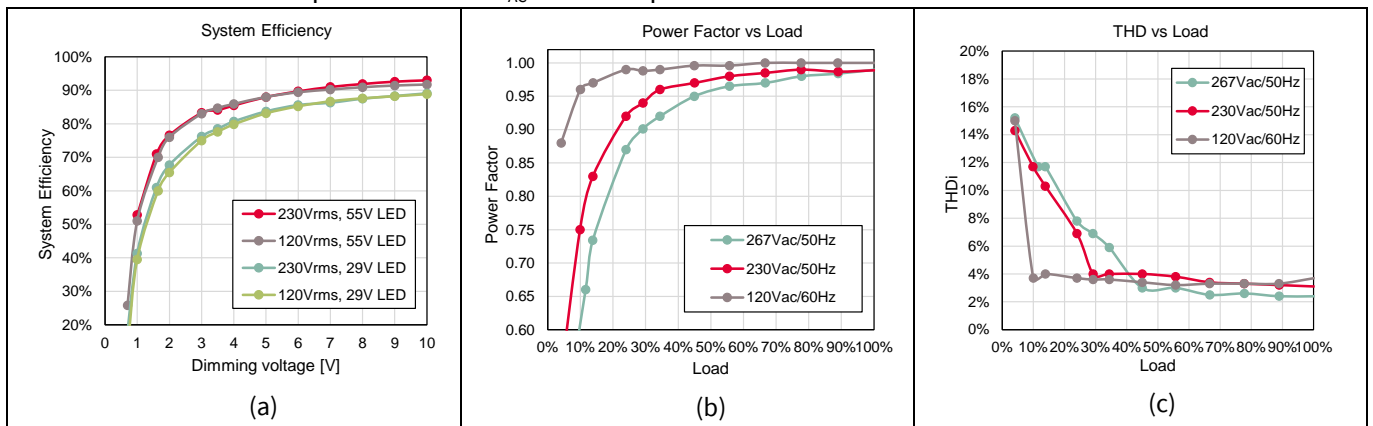 System Efficiency
100%
90%
80%
70%
60%
50%
40%
30%
20%
System Efficiency
230Vrms, 55V LED
120Vrms, 55V LED
230Vrms, 29V LED
120Vrms, 29V LED
0 1 2 3 4 5 6 7 8 9 10
Dimming voltage [V]
(a)
Power Factor vs Load
1.00
0.95
0.90
0.85
0.80
0.75
0.70
0.65
0.60
Power Factor
267Vac/50Hz
230Vac/50Hz
120Vac/60Hz
0% 10% 20% 30% 40% 50% 60% 70% 80% 90% 100%
Load
(b)
THD vs Load
20%
18%
16%
14%
12%
10%
8%
6%
4%
2%
0%
THDi
267Vac/50Hz
230Vac/50Hz
120Vac/60Hz
0% 10% 20% 30% 40% 50% 60% 70% 80% 90% 100%
Load
(c)